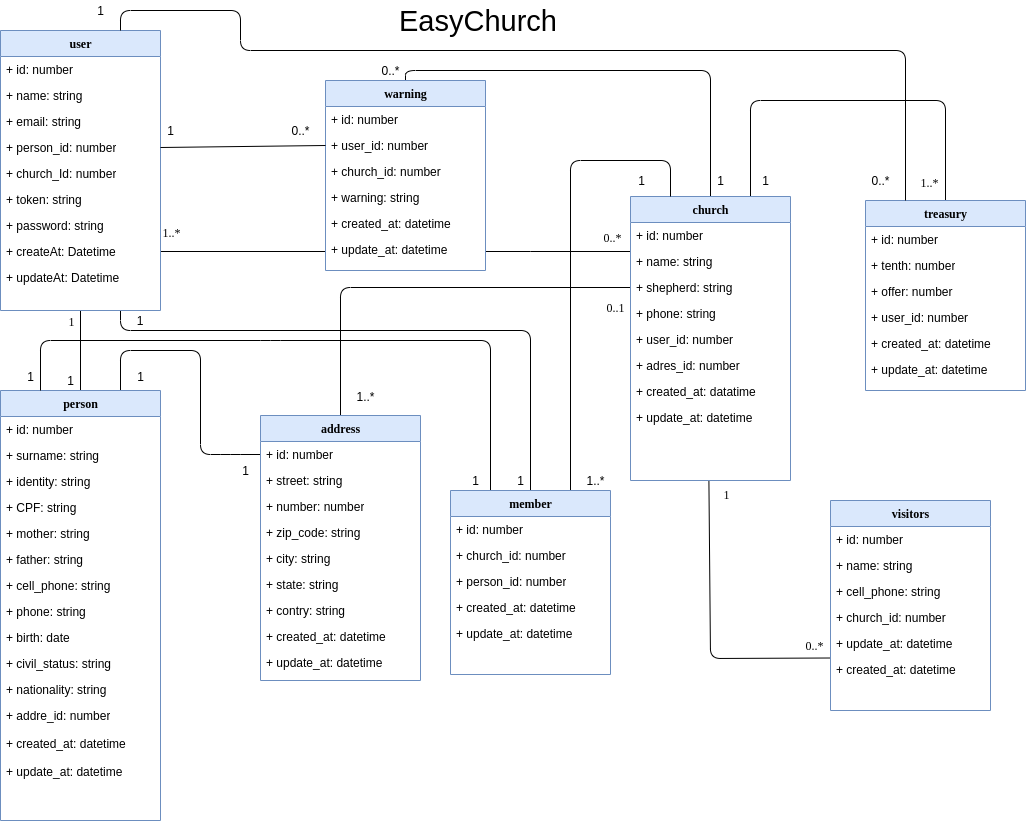 EasyChurch
1
user
+ id: number
+ name: string
+ email: string
+ person_id: number
+ church_Id: number
+ token: string
+ password: string
+ createAt: Datetime
+ updateAt: Datetime
1
0..*
1..*
1
1
0..*
warning
+ id: number
+ user_id: number
+ church_id: number
+ warning: string
+ created_at: datetime
+ update_at: datetime
1
1
1
0..*
0..1
church
+ id: number
+ name: string
+ shepherd: string
+ phone: string
+ user_id: number
+ adres_id: number
+ created_at: datatime
+ update_at: datetime
1
0..*
1..*
treasury
+ id: number
+ tenth: number
+ offer: number
+ user_id: number
+ created_at: datetime
+ update_at: datetime
1
1
1
person
+ id: number
+ surname: string
+ identity: string
+ CPF: string
+ mother: string
+ father: string
+ cell_phone: string
+ phone: string
+ birth: date
+ civil_status: string
+ nationality: string
+ addre_id: number
+ created_at: datetime
+ update_at: datetime
1..*
1
address
+ id: number
+ street: string
+ number: number
+ zip_code: string
+ city: string
+ state: string
+ contry: string
+ created_at: datetime
+ update_at: datetime
1
1
1..*
member
+ id: number
+ church_id: number
+ person_id: number
+ created_at: datetime
+ update_at: datetime
0..*
visitors
+ id: number
+ name: string
+ cell_phone: string
+ church_id: number
+ update_at: datetime
+ created_at: datetime